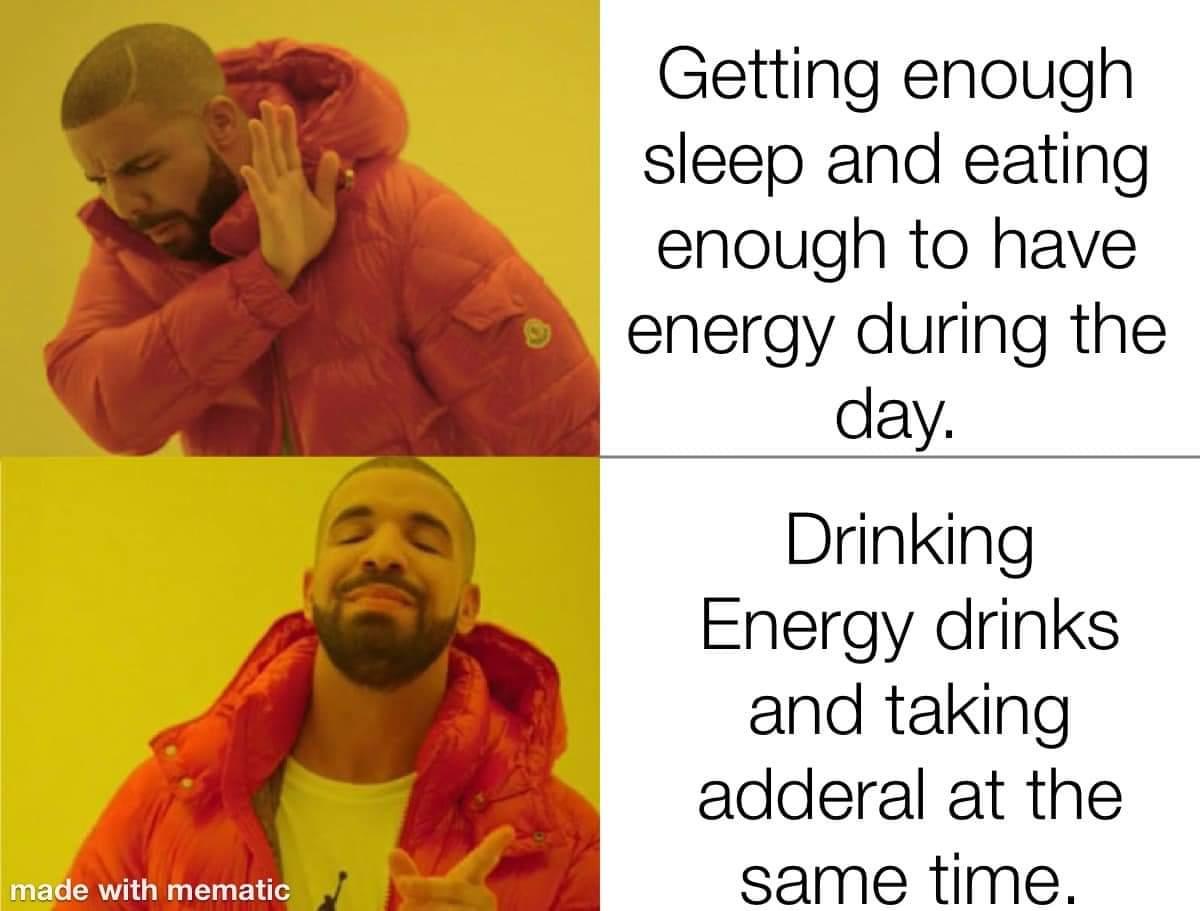 Getting enough
sleep and eating
enough to have
energy during the
day.
Drinking
Energy drinks
and taking
adderal at the
same time.
made with mematic